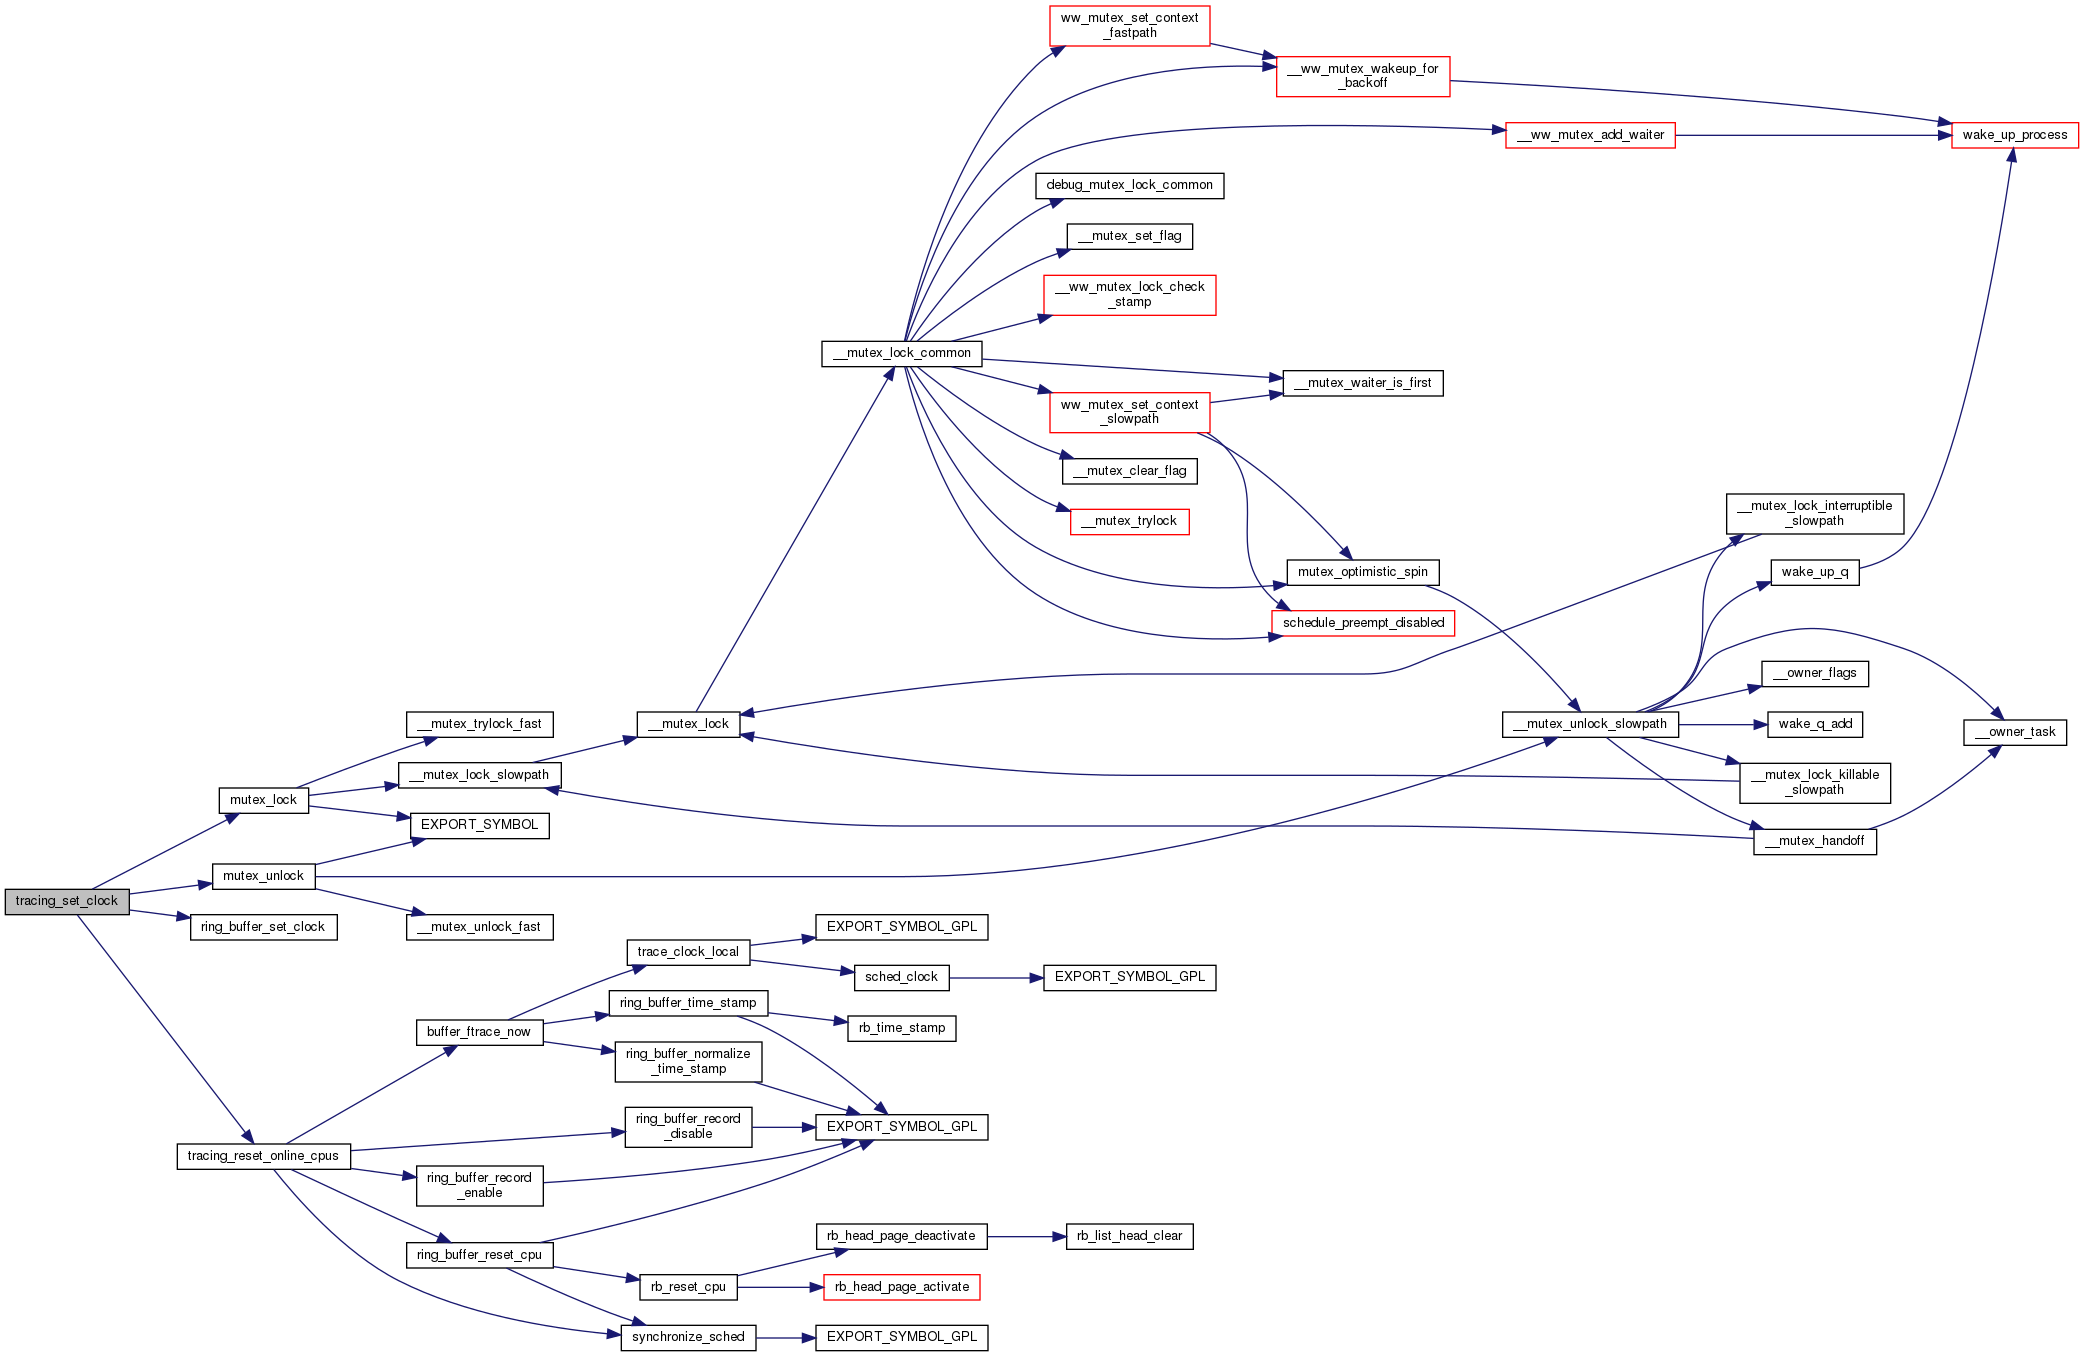 ww_mutex_set_context
_fastpath
__ww_mutex_wakeup_for
_backoff
__ww_mutex_add_waiter
wake_up_process
debug_mutex_lock_common
__mutex_set_flag
__ww_mutex_lock_check
_stamp
__mutex_lock_common
__mutex_waiter_is_first
ww_mutex_set_context
_slowpath
__mutex_clear_flag
__mutex_trylock
__mutex_lock_interruptible
_slowpath
mutex_optimistic_spin
wake_up_q
schedule_preempt_disabled
__owner_flags
__mutex_trylock_fast
__mutex_lock
__mutex_unlock_slowpath
wake_q_add
__owner_task
__mutex_lock_slowpath
__mutex_lock_killable
_slowpath
mutex_lock
EXPORT_SYMBOL
__mutex_handoff
mutex_unlock
tracing_set_clock
ring_buffer_set_clock
__mutex_unlock_fast
EXPORT_SYMBOL_GPL
trace_clock_local
sched_clock
EXPORT_SYMBOL_GPL
ring_buffer_time_stamp
buffer_ftrace_now
rb_time_stamp
ring_buffer_normalize
_time_stamp
ring_buffer_record
_disable
EXPORT_SYMBOL_GPL
tracing_reset_online_cpus
ring_buffer_record
_enable
rb_head_page_deactivate
rb_list_head_clear
ring_buffer_reset_cpu
rb_reset_cpu
rb_head_page_activate
synchronize_sched
EXPORT_SYMBOL_GPL